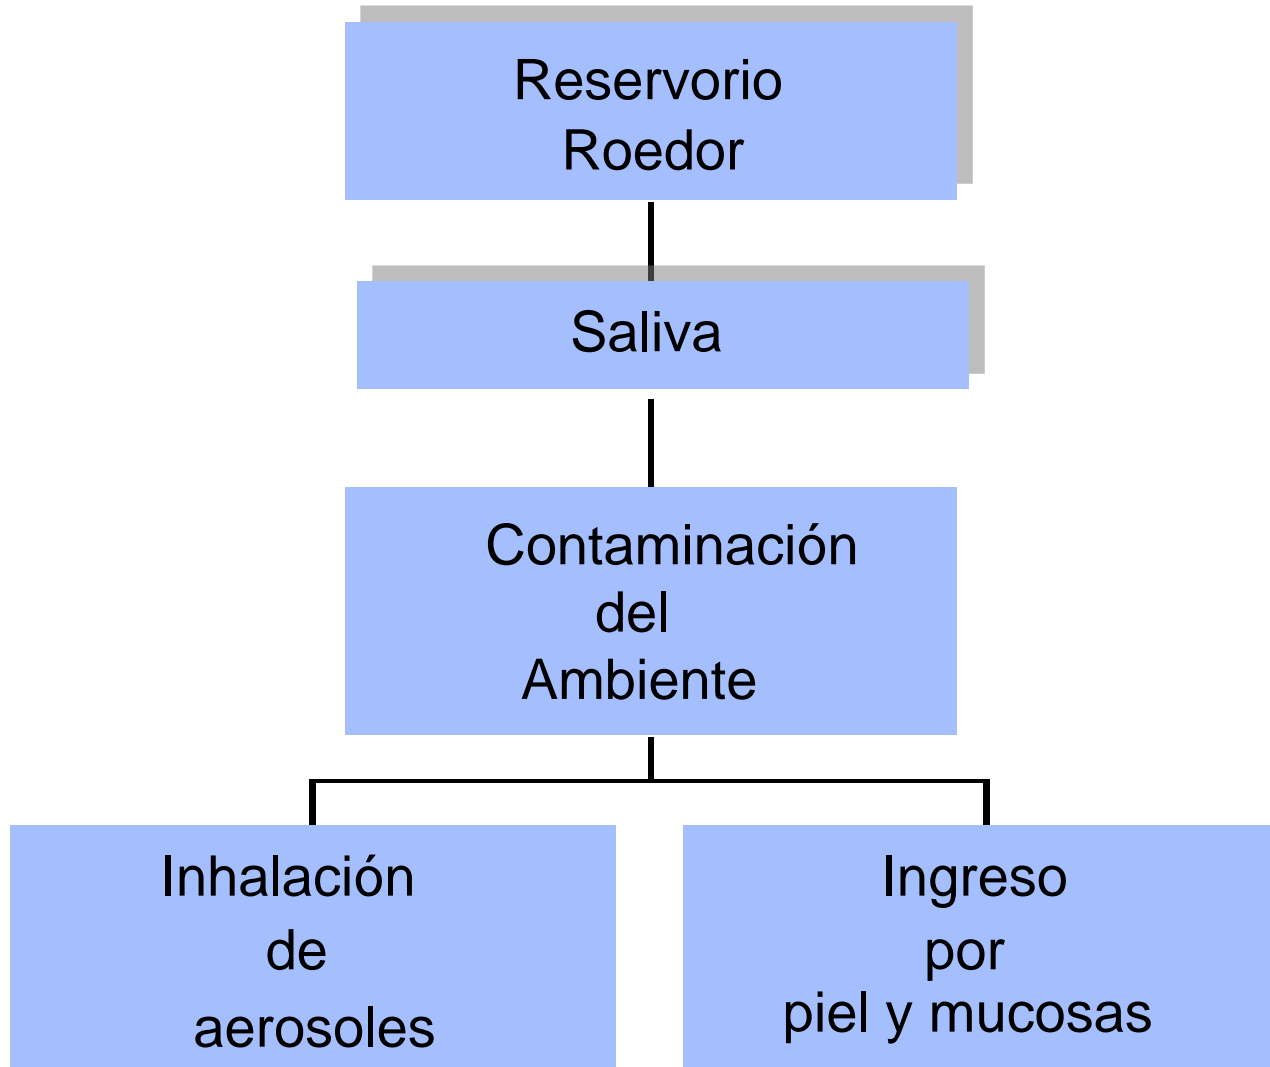 Reservorio
Roedor
Saliva
Contaminación
del
Ambiente
Inhalación
de
aerosoles
Ingreso
por
piel y mucosas